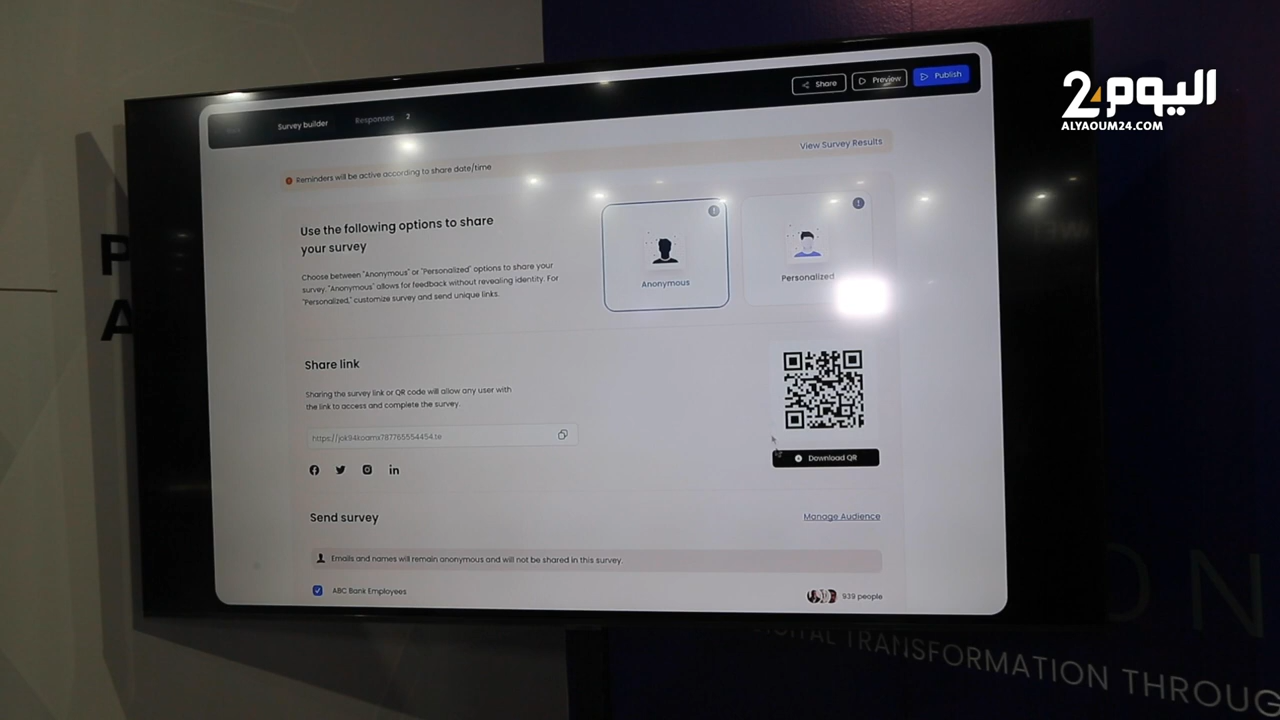 اليوم24
ALYAOUM24.COM
Share
Preview
Publish
Survey builder
Responses 2
View Survey Results
Reminders will be active according to share date/time
Use the following options to share
your survey
Choose between "Anonymous" or "Personalized" options to share your
survey. "Anonymous" allows for feedback without revealing identity. For
"Personalized," customize survey and send unique links.
Anonymous
Personalized
Share link
Sharing the survey link or QR code will allow any user with
the link to access and complete the survey.
https://jok94koams787765554454.te
Download QR
Send survey
Manage Audience
Emails and names will remain anonymous and will not be shared in this survey.
ABC Bank Employees
939 people
P
A
ON
DIGITAL TRANSFORMATION THROUG